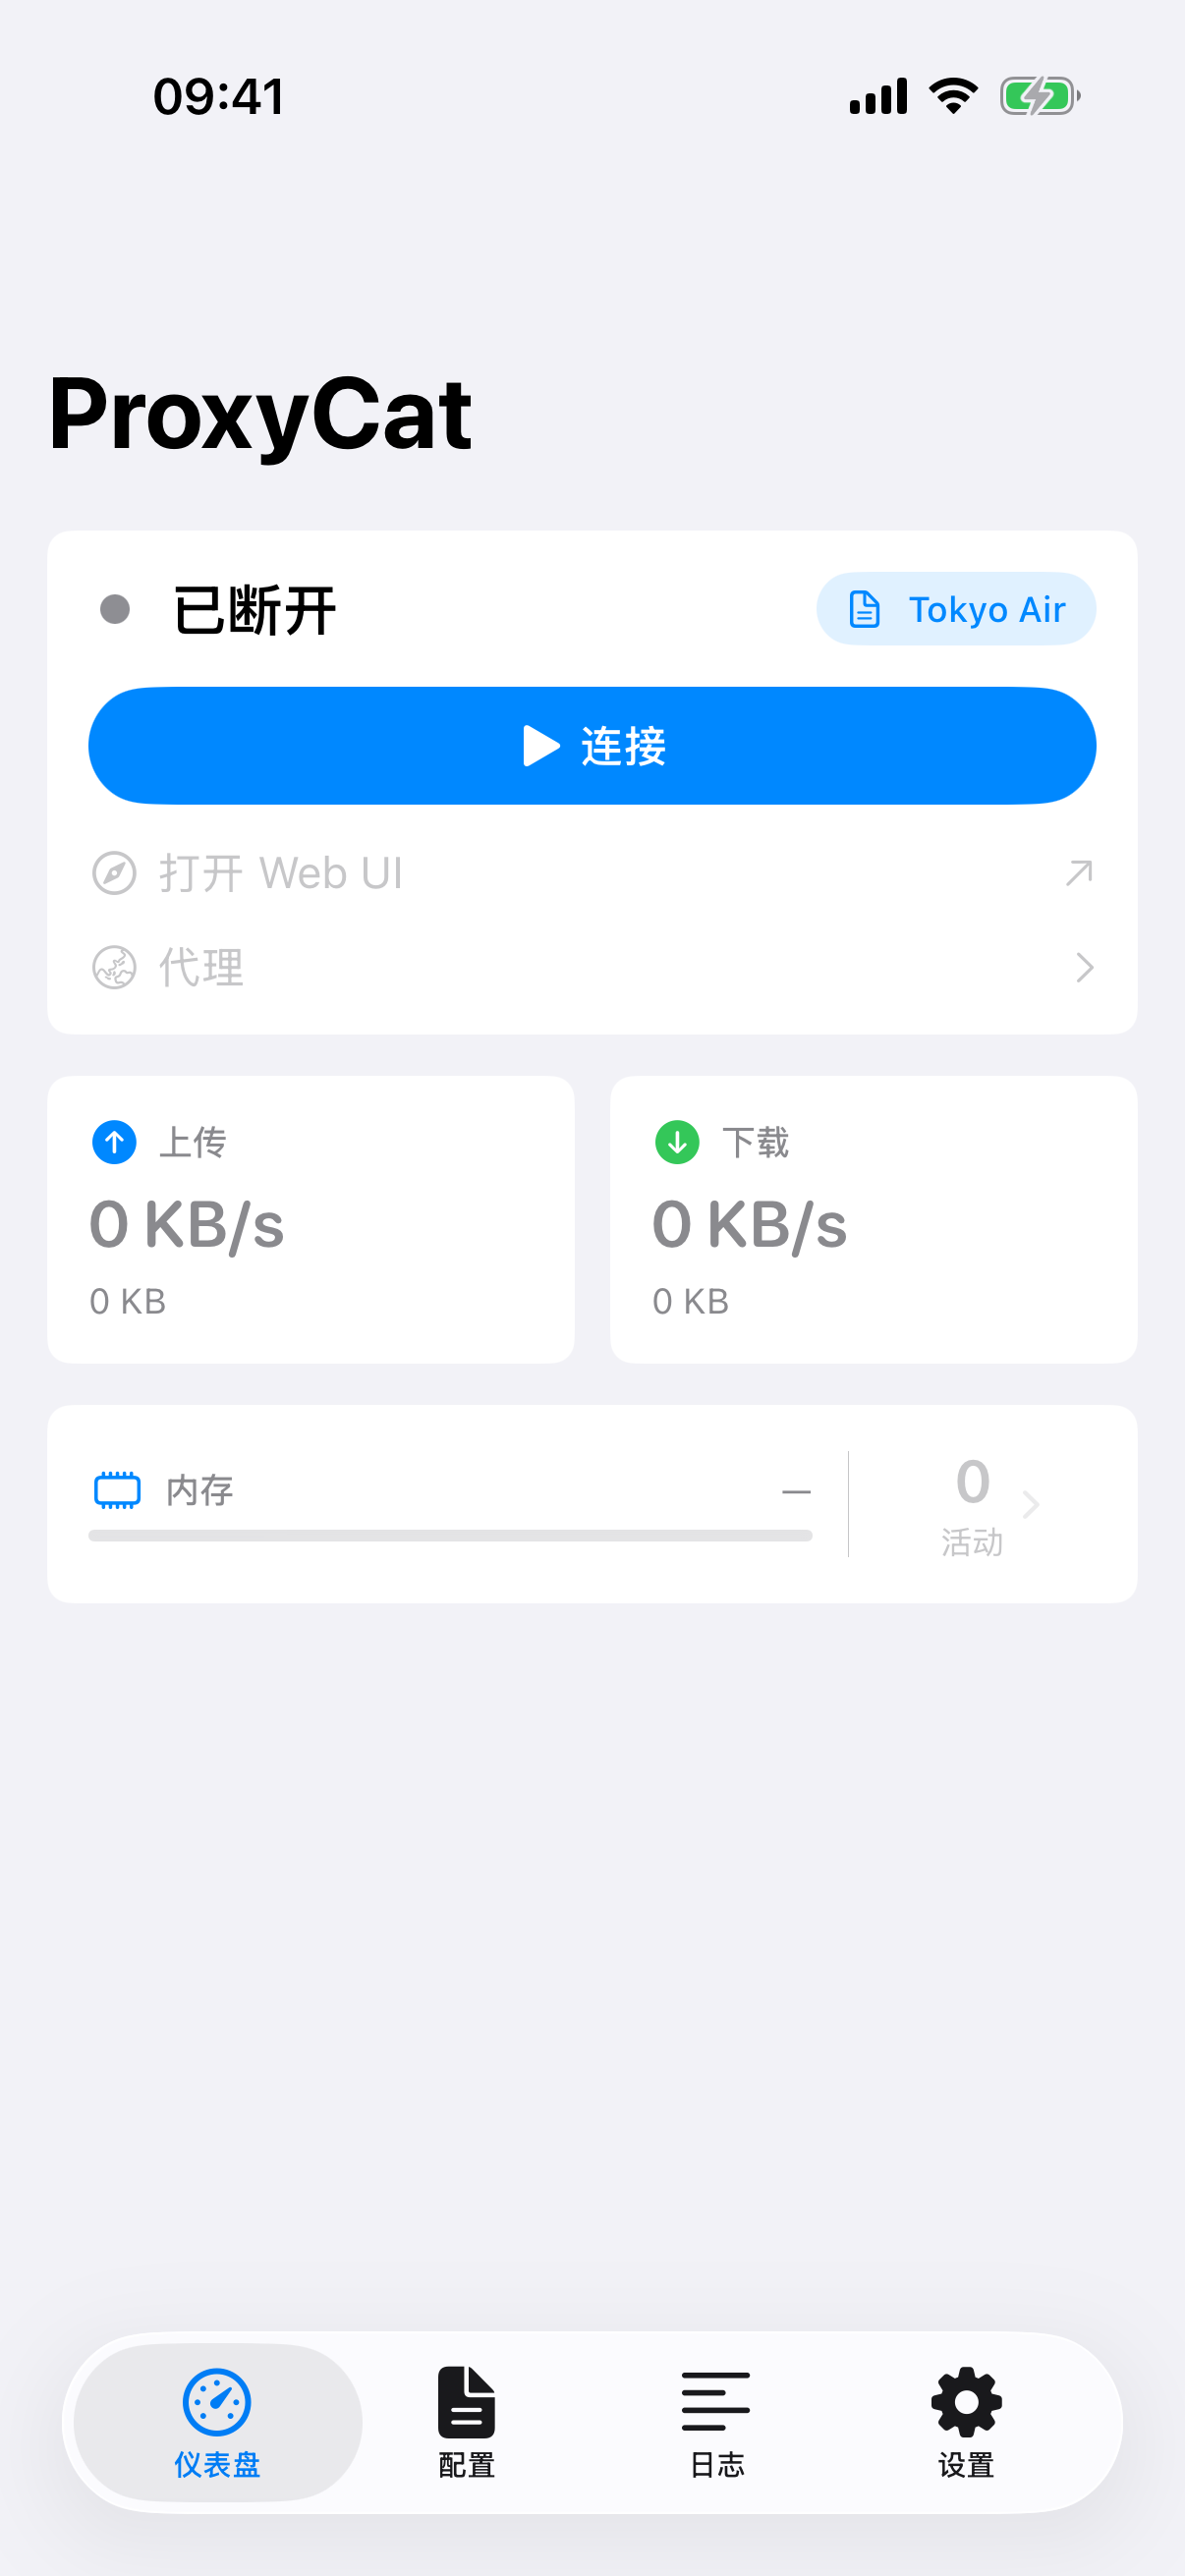 09:41
ProxyCat
已断开
Tokyo Air
连接
打开 Web UI
代理
上传
0 KB/s
0 KB
下载
0 KB/s
0 KB
内存
—
0
活动
仪表盘
配置
日志
设置